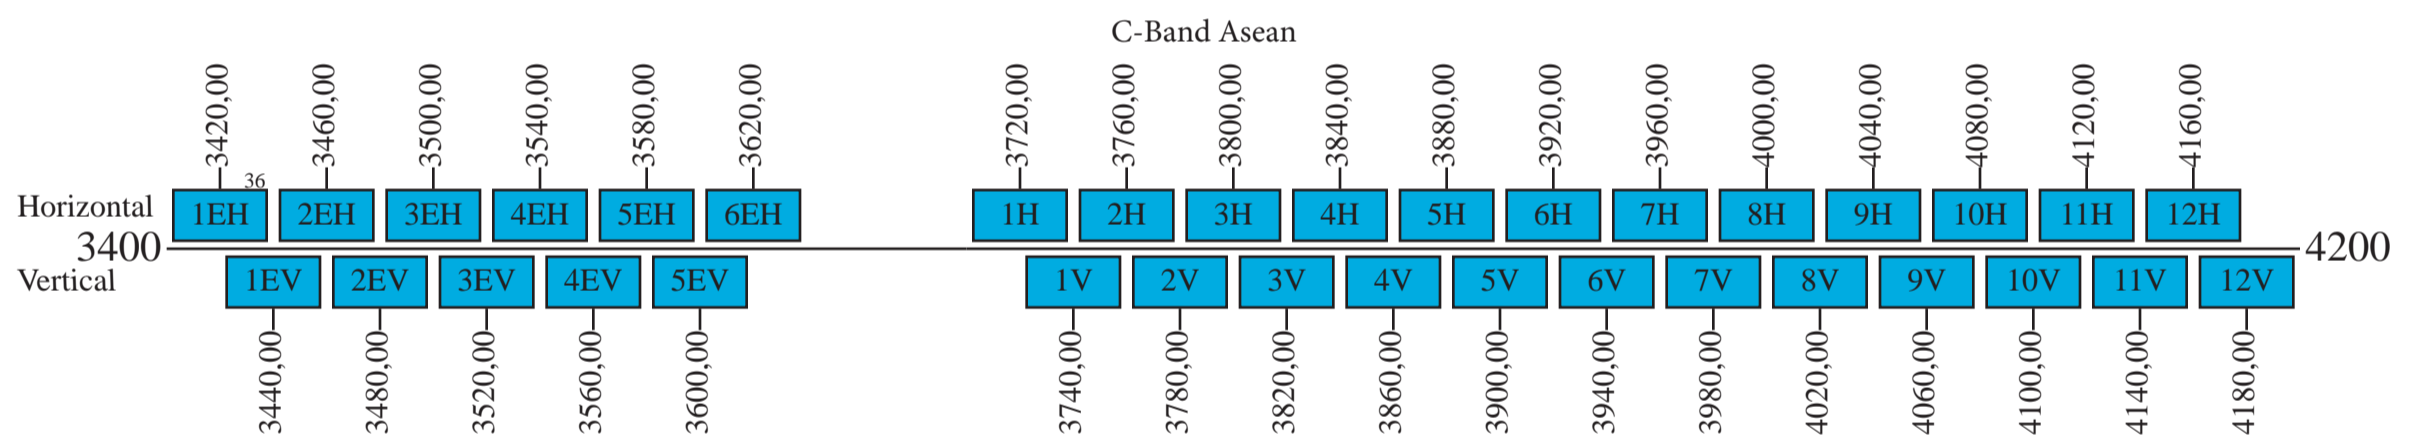 C-Band Asean
3420,00 3460,00 3500,00 3540,00 3580,00 3620,00 3720,00 3760,00 3800,00 3840,00 3880,00 3920,00 3960,00 4000,00 4040,00 4080,00 4120,00 4160,00
36
Horizontal 1EH 2EH 3EH 4EH 5EH 6EH 1H 2H 3H 4H 5H 6H 7H 8H 9H 10H 11H 12H
3400 4200
Vertical 1EV 2EV 3EV 4EV 5EV 1V 2V 3V 4V 5V 6V 7V 8V 9V 10V 11V 12V
3440,00 3480,00 3520,00 3560,00 3600,00 3740,00 3780,00 3820,00 3860,00 3900,00 3940,00 3980,00 4020,00 4060,00 4100,00 4140,00 4180,00